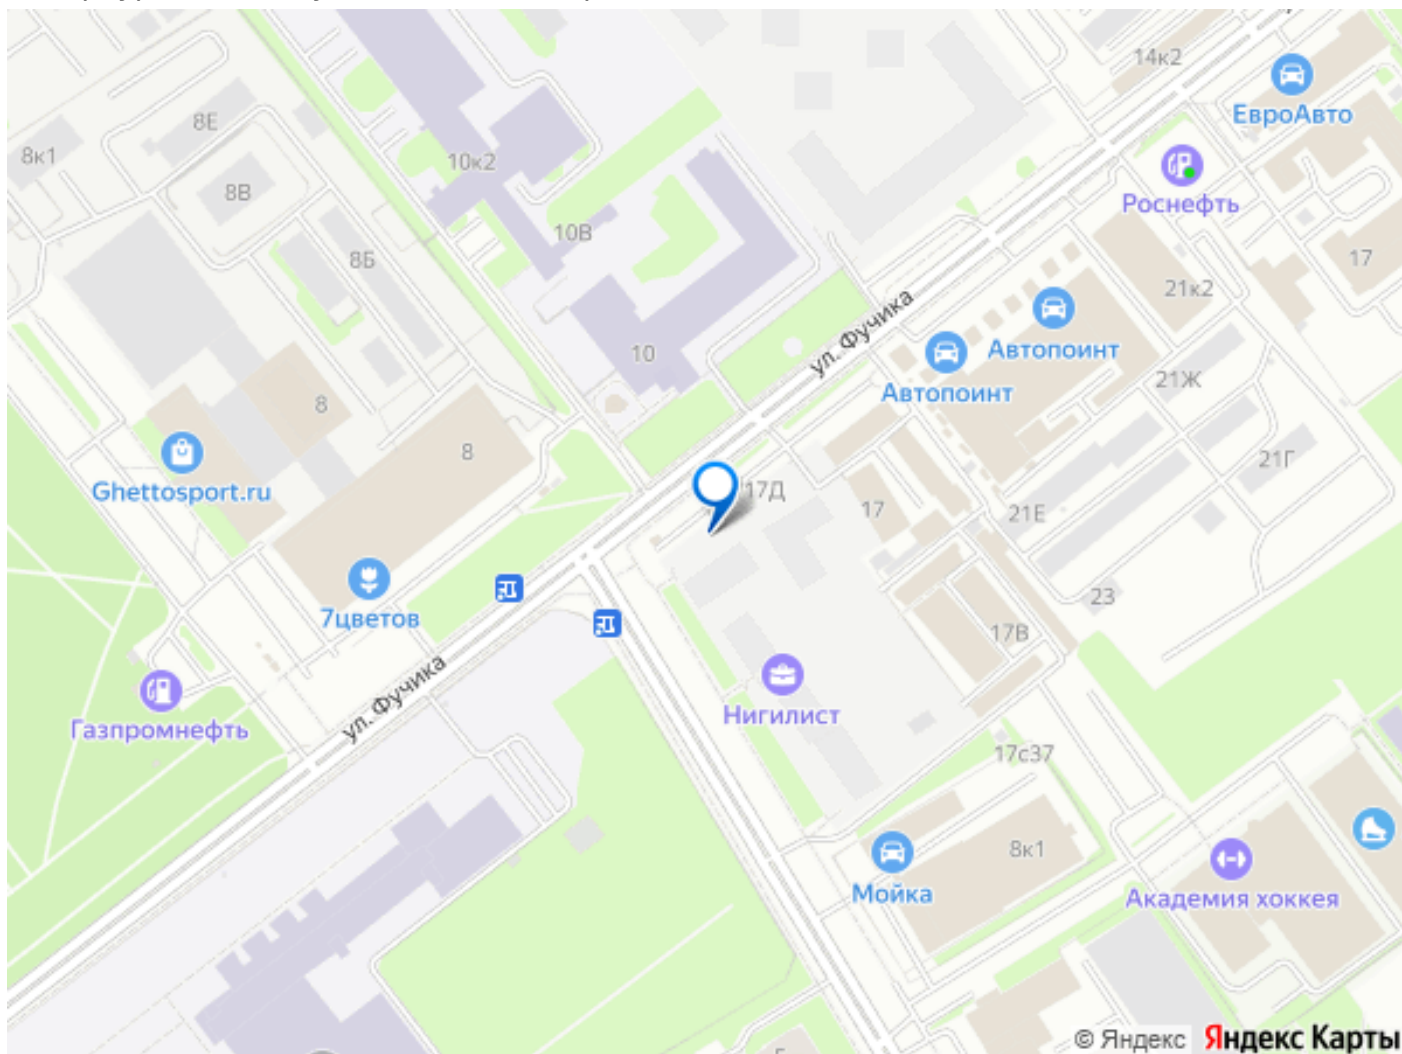 14к2
ЕвроАвто
8Е
8к1
10к2
8В
Роснефть
10В
17
8Б
21к2
ул. Фучика
Автопоинт
10
Автопоинт
21Ж
8
8
21Г
Ghettosport.ru
17Д
17
21Е
7цветов
23
17В
ул. Фучика
Нигилист
Газпромнефть
17с37
8к1
Мойка
Академия хоккея
© Яндекс Яндекс Карты